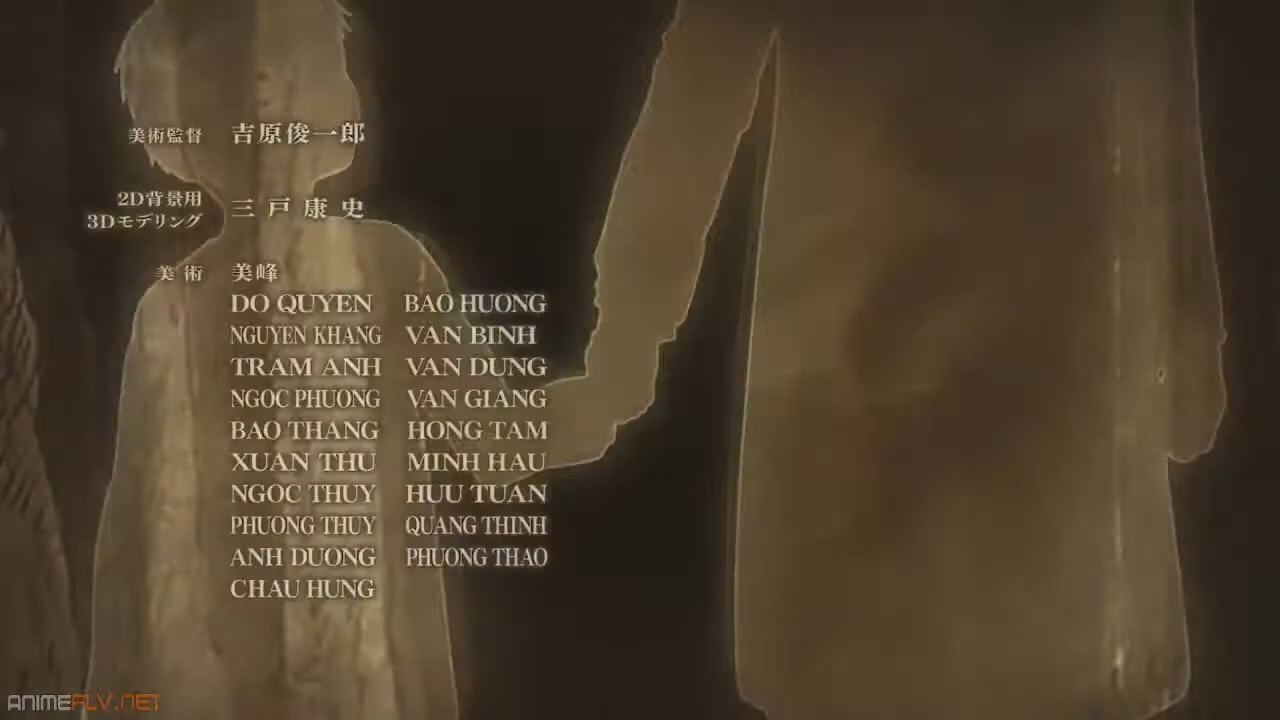 美術監督 吉原俊一郎
2D背景用
3Dモデリング 三戸康史
美術 美峰
DO QUYEN BAO HUONG
NGUYEN KHANG VAN BINH
TRAM ANH VAN DUNG
NGOC PHUONG VAN GIANG
BAO THANG HONG TAM
XUAN THU MINH HAU
NGOC THUY HUU TUAN
PHUONG THUY QUANG THINH
ANH DUONG PHUONG THAO
CHAU HUNG
ANIMEFLV.NET